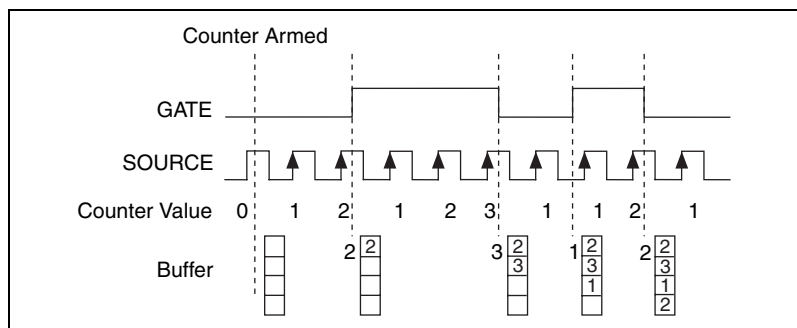 Counter Armed
GATE
SOURCE
Counter Value 0 1 2 1 2 3 1 1 2 1
Buffer
2 2
3 2
3
1 2
3
1
2 2
3
1
2